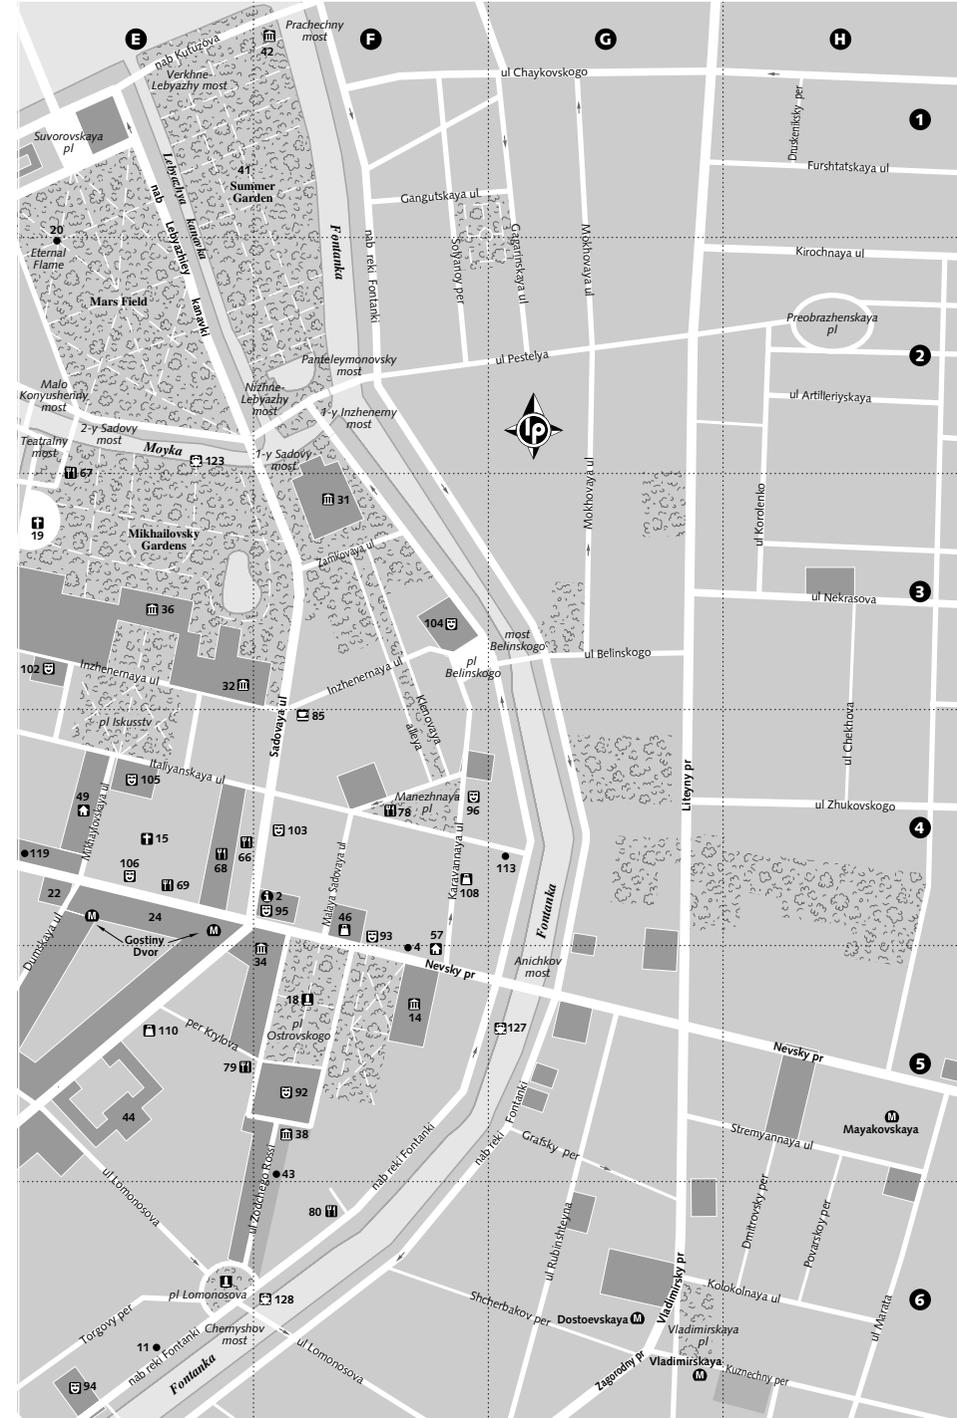 Prachechny
most
E
F
G
H
42
nab Kutuzova
ul Chaykovskogo
Verkhne-
Lebyazhy most
Druskeniksky per
1
Suvorovskaya
pl
41
Summer
Garden
Lebyazhya kanavka
Furshtatskaya ul
nab Lebyazhiey kanavki
Gangutskaya ul
20
Eternal
Flame
Fontanka
nab reki Fontanki
Solyanoy per
Gagarinskaya ul
Mokhovaya ul
Kirochnaya ul
Mars Field
Preobrazhenskaya
pl
Panteleymonovsky
most
ul Pestelya
2
Malo
Konyushenny
most
Nizhne-
Lebyazhy
most
ul Artilleriyskaya
1-y Inzhenerny
most
lp
2-y Sadovy
most
Teatralny
most
Moyka
123
1-y Sadovy
most
67
Mokhovaya ul
31
ul Korolenko
19
Mikhailovsky
Gardens
Zamkovaya ul
3
36
ul Nekrasova
104
most
Belinskogo
ul Belinskogo
102
Inzhenernaya ul
pl
Belinskogo
32
Inzhenernaya ul
Klenovaya
alleya
85
pl Iskusstv
Sadovaya ul
ul Chekhova
Italiyanskaya ul
105
Liteyny pr
49
Manezhnaya
pl
78
96
ul Zhukovskogo
Mikhaylovskaya ul
15
103
4
119
66
68
Malaya Sadovaya ul
Karavannaya ul
113
106
69
108
22
2
95
24
46
Fontanka
M
M
Gostiny
Dvor
93
4
57
Dumskaya ul
34
Nevsky pr
Anichkov
most
18
14
pl
Ostrovskogo
110
per Krylova
127
Nevsky pr
5
79
92
44
M
Mayakovskaya
38
nab reki Fontanki
nab reki Fontanki
Grafsky per
Stremyannaya ul
43
ul Lomonosova
ul Zodchego Rossi
80
ul Rubinshteyna
Dmitrovsky per
Povarskoy per
pl Lomonosova
128
Kolokolnaya ul
6
Torgovy per
Shcherbakov per
Dostoevskaya
M
Vladimirsky pr
Vladimirskaya
pl
ul Marata
Chernyshov
most
11
nab reki Fontanki
ul Lomonosova
Vladimirskaya
M
Kuznechny per
Fontanka
Zagorodny pr
94